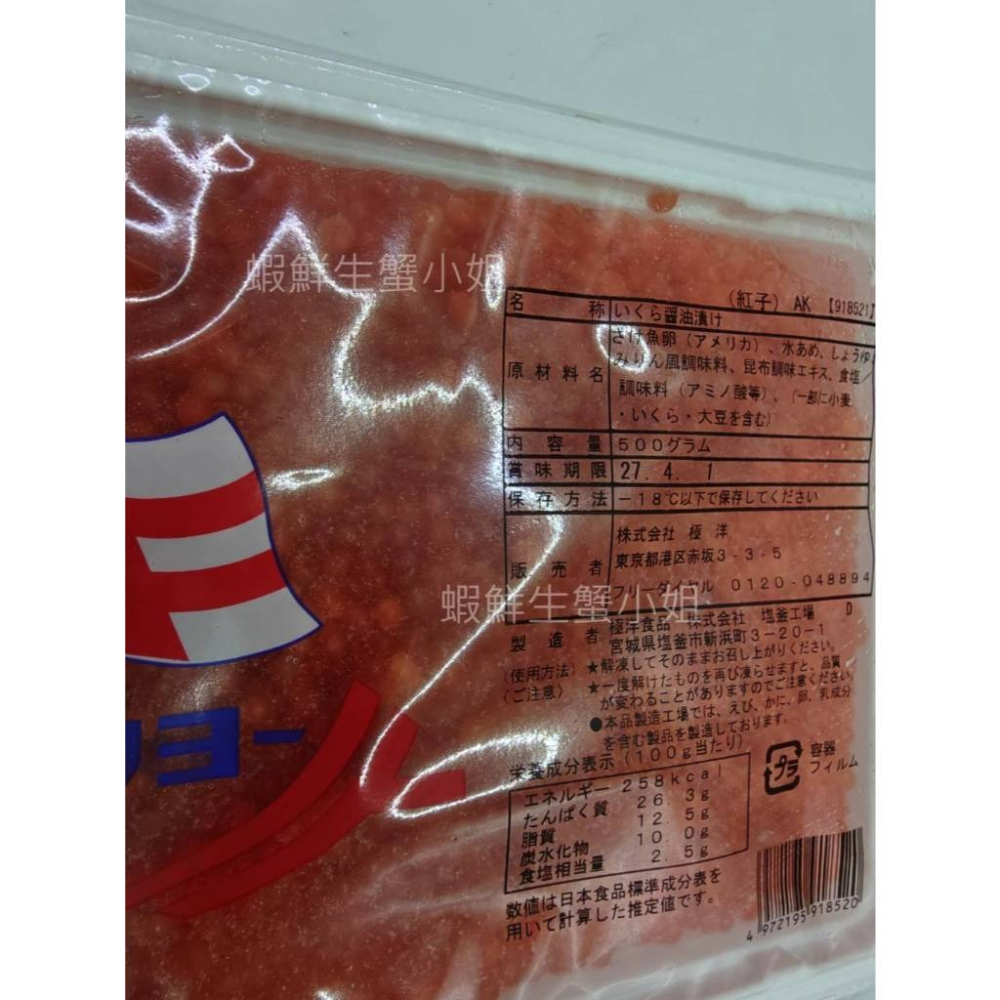 蝦鮮生蟹小姐
(紅子) AK 【918521】
名 称 いくら醤油漬け
原材料名 さけ魚卵(アメリカ)、水あめ、しょうゆ、
みりん風調味料、昆布調味エキス、食塩/
調味料(アミノ酸等)、(一部に小麦
・いくら・大豆を含む)
内容量 500グラム
賞味期限 27. 4. 1
保存方法 -18℃以下で保存してください
販売者 株式会社 極洋
東京都港区赤坂3-3-5
フリーダイヤル 0120-048894
蝦鮮生蟹小姐
製造者 極洋食品 株式会社 塩釜工場 D
宮城県塩釜市新浜町3-20-1
(使用方法) ★解凍してそのままお召し上がりください。
(ご注意) ★一度解けたものを再び凍らせますと、品質
が変わることがありますのでご注意ください。
●本品製造工場では、えび、かに、卵、乳成分
を含む製品を製造しております。
栄養成分表示(100g当たり)
エネルギー 258kcal
たんぱく質 26.3g
脂質 12.5g
炭水化物 10.0g
食塩相当量 2.5g
数値は日本食品標準成分表を
用いて計算した推定値です。
プラ
容器
フィルム
ヨー
4 972195 918520